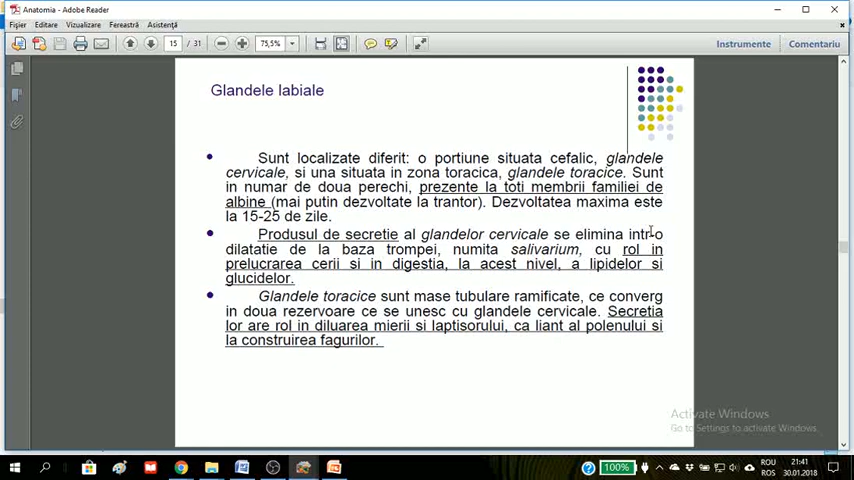 Anatomia - Adobe Reader
Fișier Editare Vizualizare Fereastră Asistență
15 / 31 75,5% Instrumente Comentariu
Glandele labiale
Sunt localizate diferit: o portiune situata cefalic, glandele
cervicale, si una situata in zona toracica, glandele toracice. Sunt
in numar de doua perechi, prezente la toti membrii familiei de
albine (mai putin dezvoltate la trantor). Dezvoltatea maxima este
la 15-25 de zile.
Produsul de secretie al glandelor cervicale se elimina intr-o
dilatatie de la baza trompei, numita salivarium, cu rol in
prelucrarea cerii si in digestia, la acest nivel, a lipidelor si
glucidelor.
Glandele toracice sunt mase tubulare ramificate, ce converg
in doua rezervoare ce se unesc cu glandele cervicale. Secretia
lor are rol in diluarea mierii si laptisorului, ca liant al polenului si
la construirea fagurilor.
Activate Windows
Go to Settings to activate Windows.
100% ROU 21:41
ROS 30.01.2018